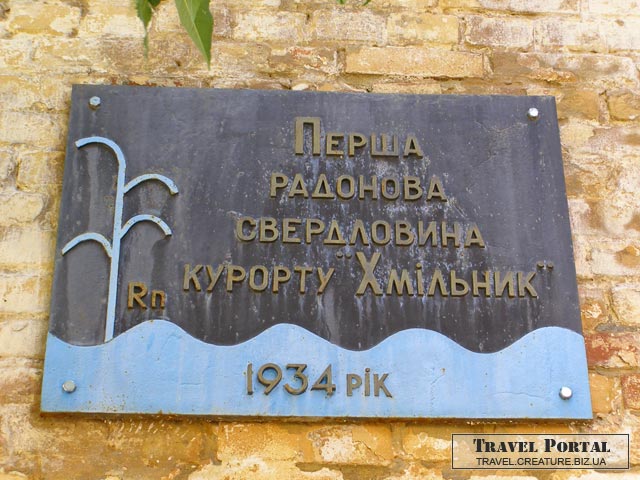 Перша
радонова
свердловина
курорту "Хмільник"
Rn
1934 рік
Travel Portal
travel.creature.biz.ua